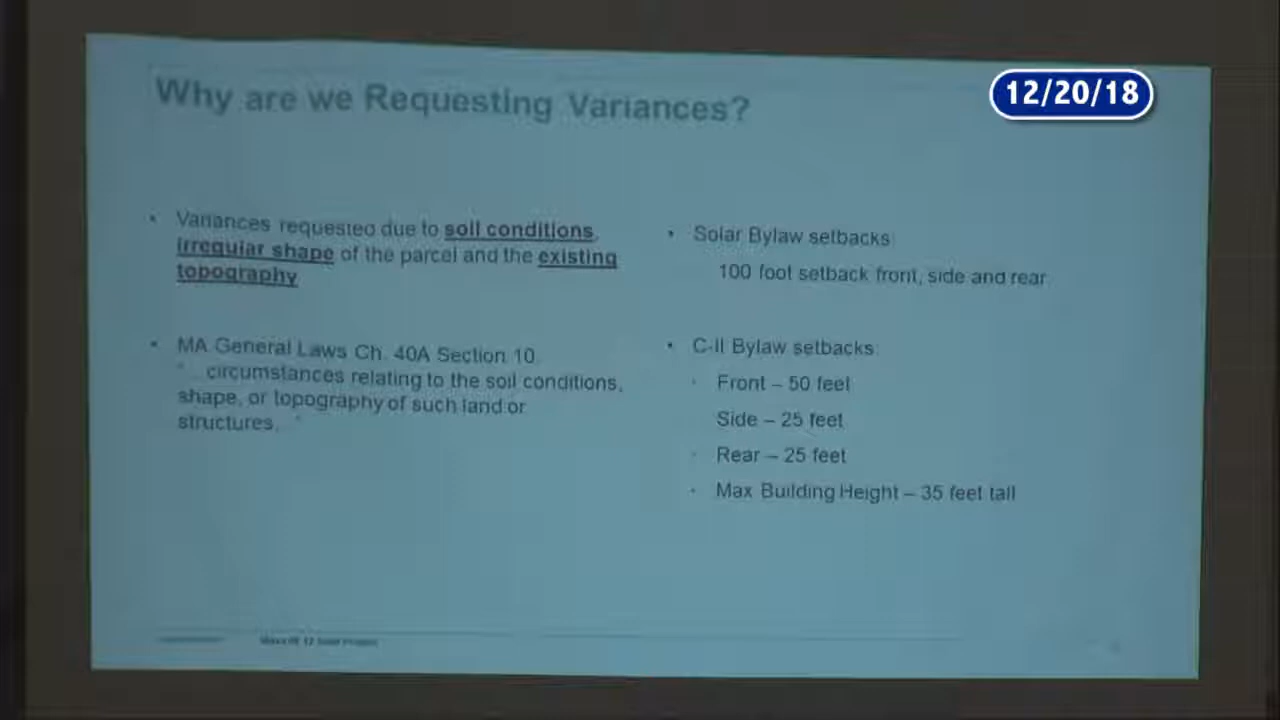 12/20/18
Why are we Requesting Variances?
• Variances requested due to soil conditions,
irregular shape of the parcel and the existing
topography
• MA General Laws Ch. 40A Section 10
" circumstances relating to the soil conditions,
shape, or topography of such land or
structures, "
• Solar Bylaw setbacks:
100 foot setback front, side and rear
• C-II Bylaw setbacks:
• Front – 50 feet
Side – 25 feet
• Rear – 25 feet
• Max Building Height – 35 feet tall